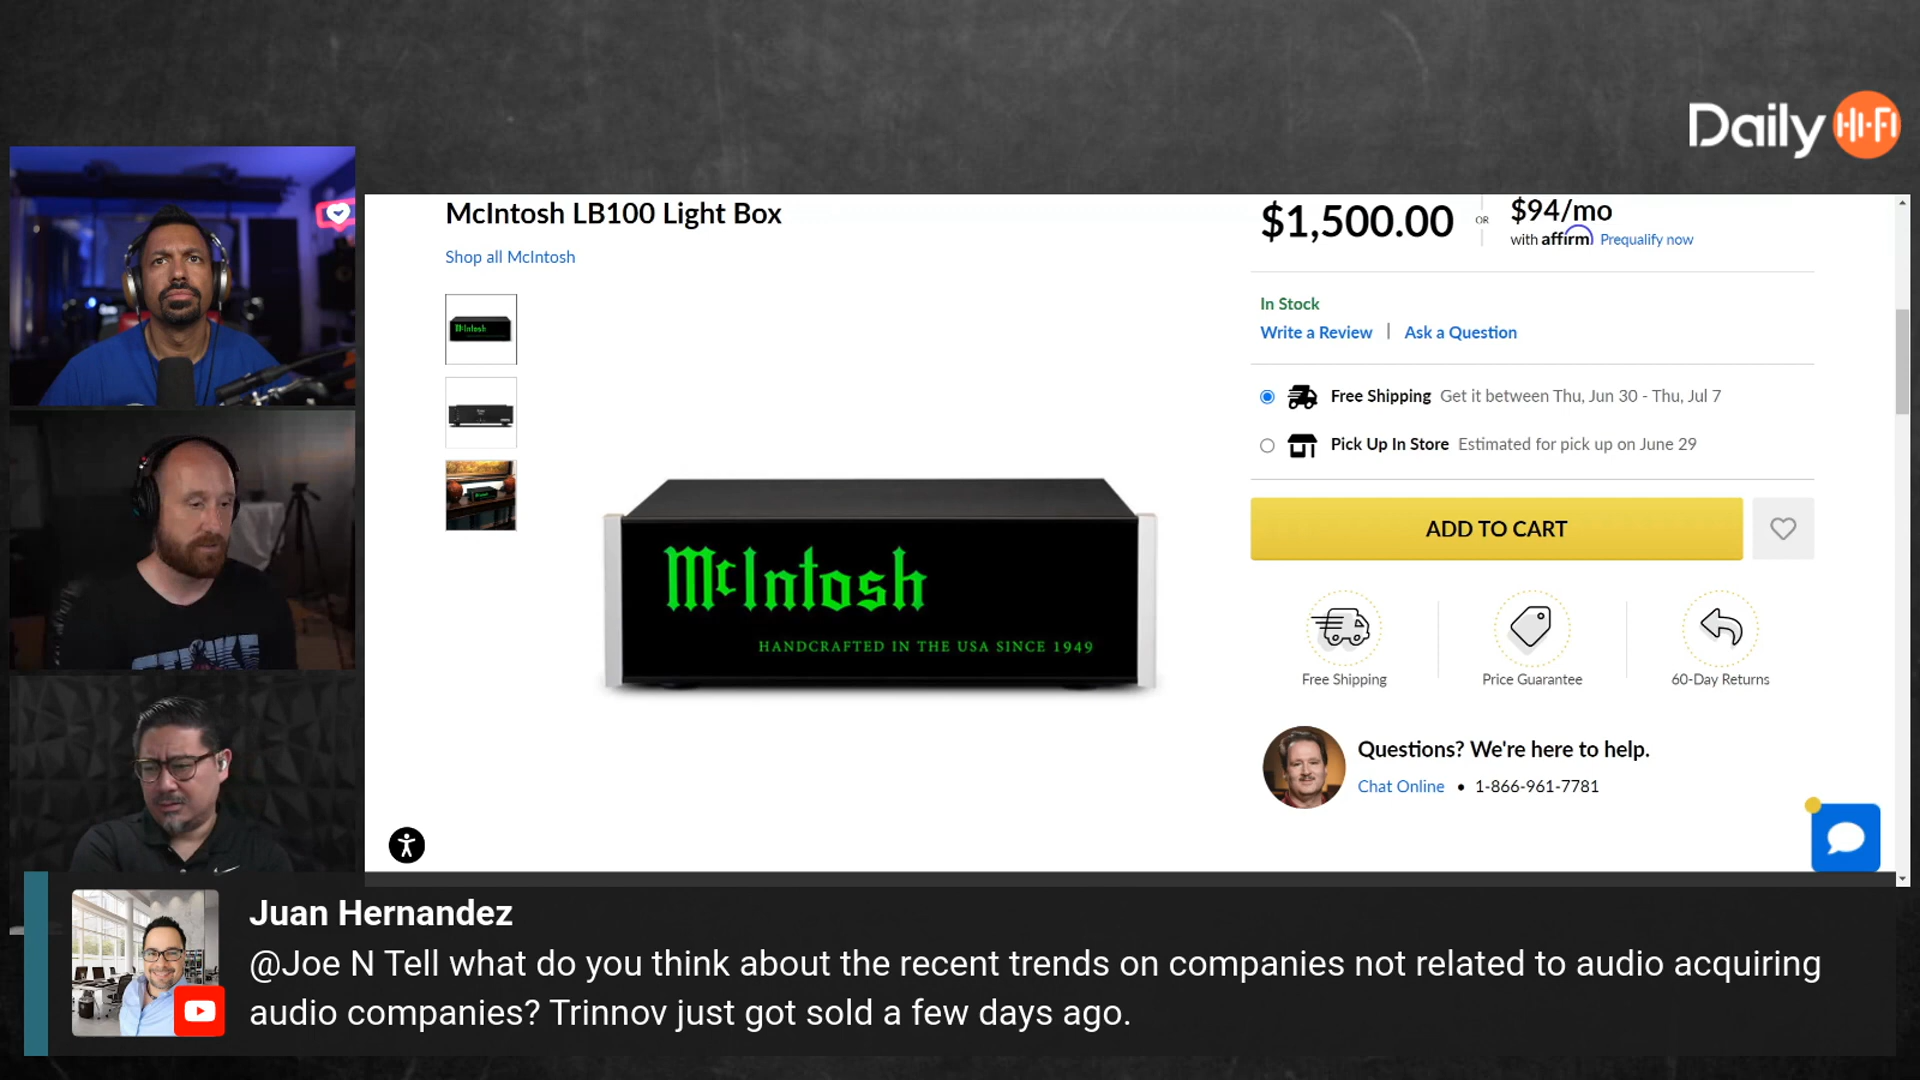 Daily HI-FI
McIntosh LB100 Light Box
Shop all McIntosh
$1,500.00 OR $94/mo
with affirm Prequalify now
In Stock
Write a Review | Ask a Question
Free Shipping Get it between Thu, Jun 30 - Thu, Jul 7
Pick Up In Store Estimated for pick up on June 29
ADD TO CART
McIntosh
HANDCRAFTED IN THE USA SINCE 1949
McIntosh
Free Shipping
Price Guarantee
60-Day Returns
Questions? We're here to help.
Chat Online • 1-866-961-7781
Juan Hernandez
@Joe N Tell what do you think about the recent trends on companies not related to audio acquiring
audio companies? Trinnov just got sold a few days ago.